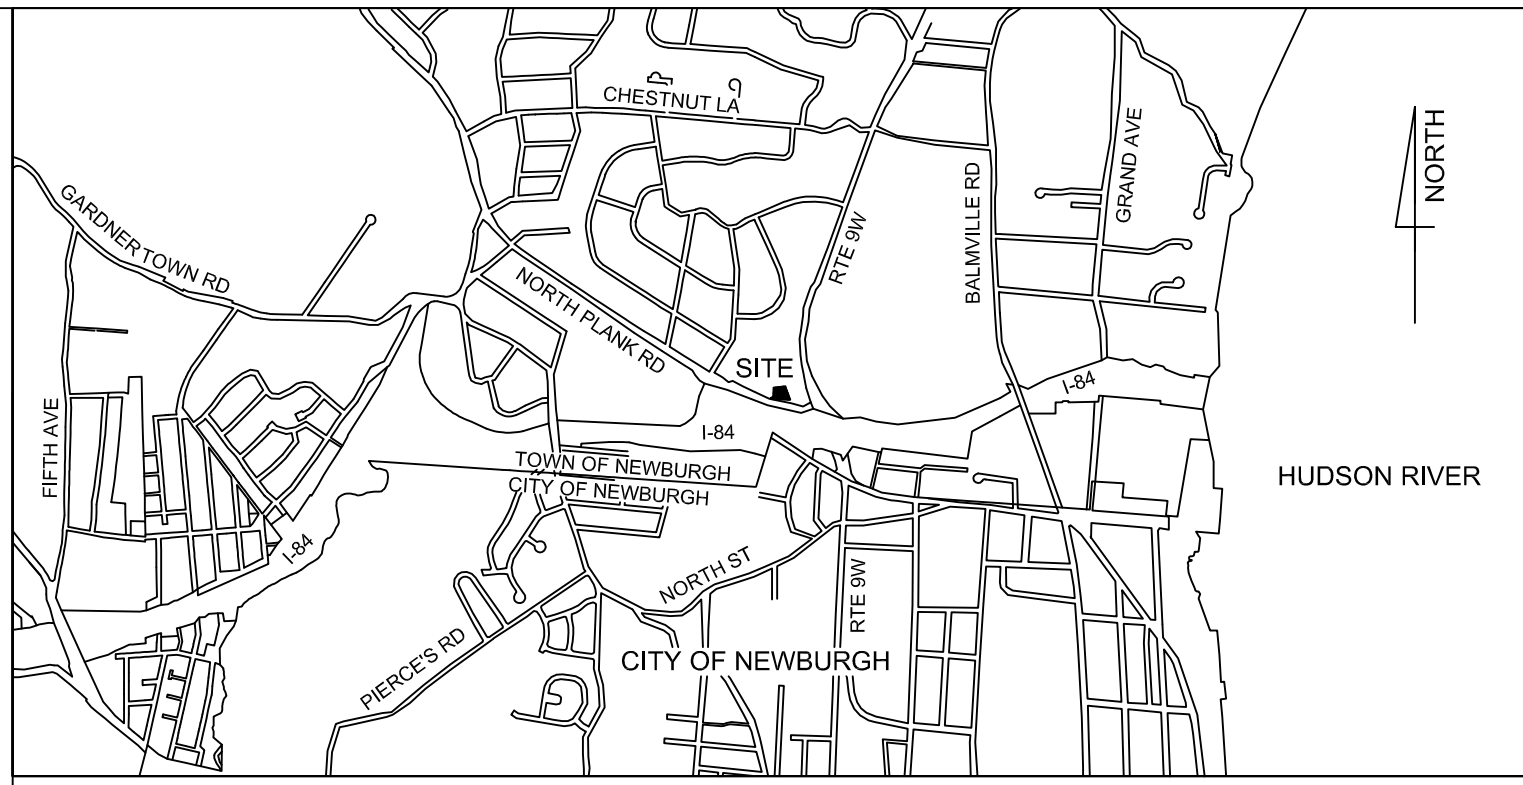 CHESTNUT LA
GRAND AVE
NORTH
GARDNERTOWN RD
BALMVILLE RD
RTE 9W
NORTH PLANK RD
SITE
I-84
FIFTH AVE
I-84
TOWN OF NEWBURGH
CITY OF NEWBURGH
HUDSON RIVER
I-84
NORTH ST
RTE 9W
PIERCE'S RD
CITY OF NEWBURGH